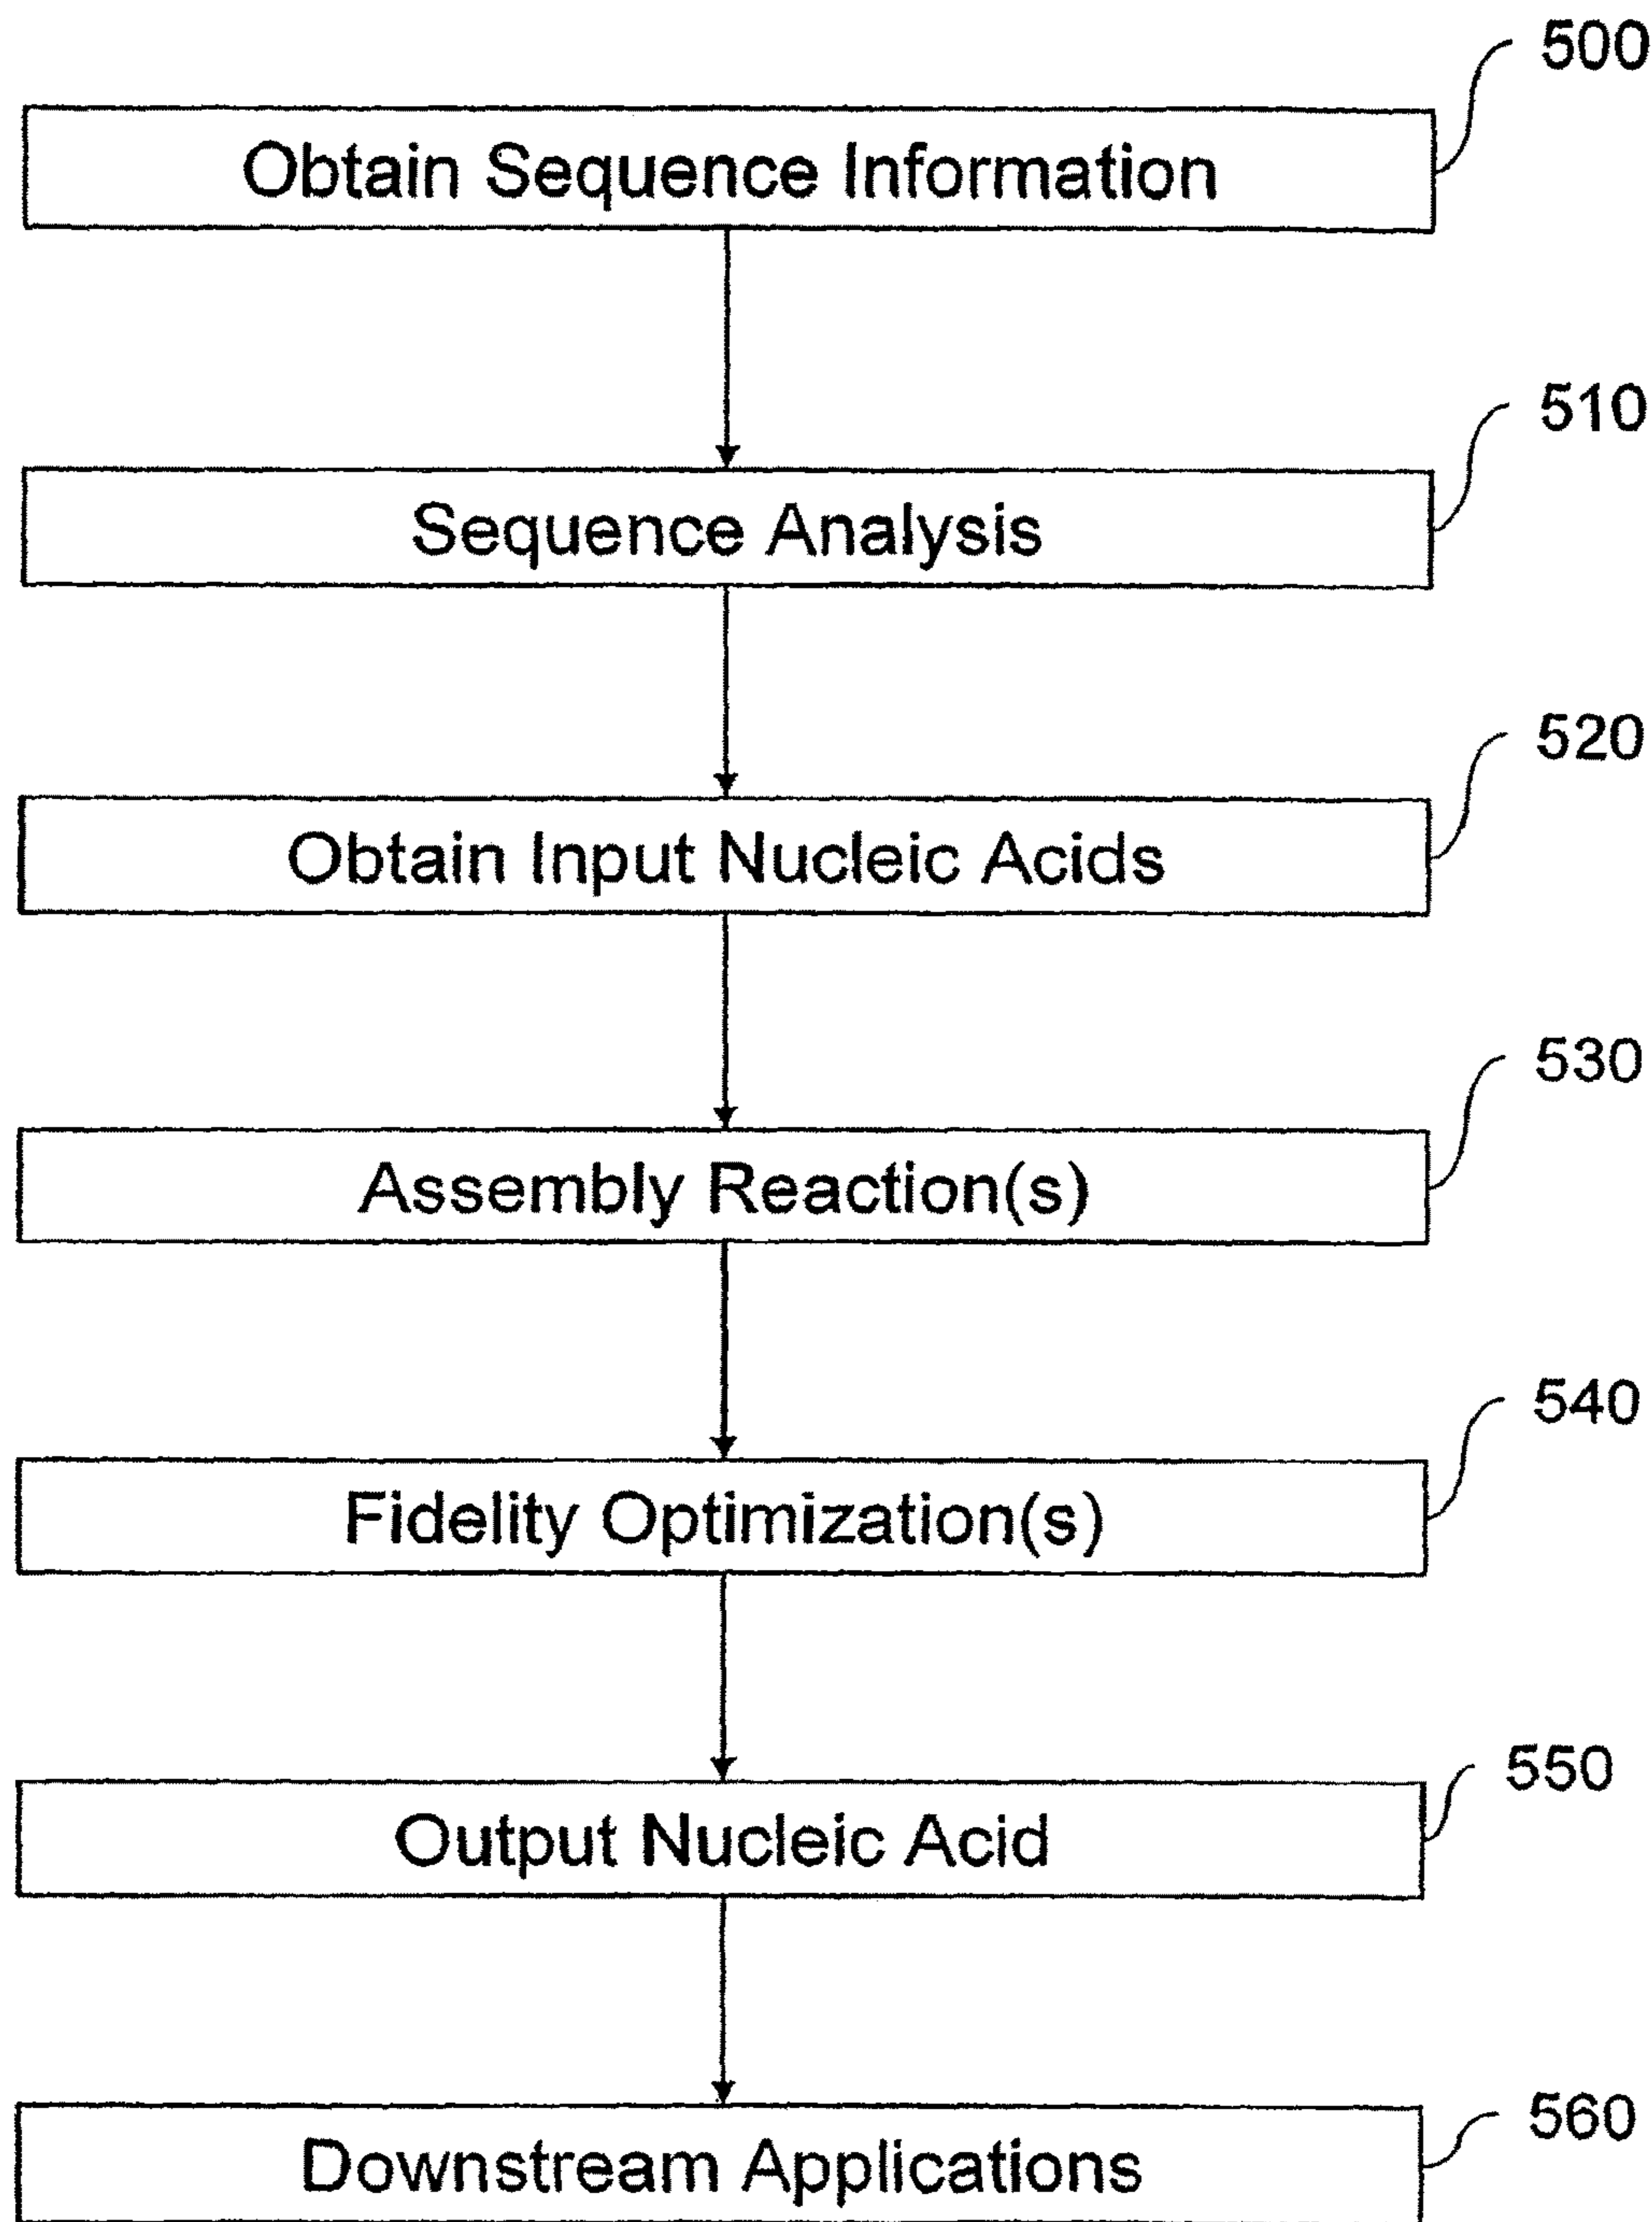 500
Obtain Sequence Information
510
Sequence Analysis
520
Obtain Input Nucleic Acids
530
Assembly Reaction(s)
540
Fidelity Optimization(s)
550
Output Nucleic Acid
560
Downstream Applications